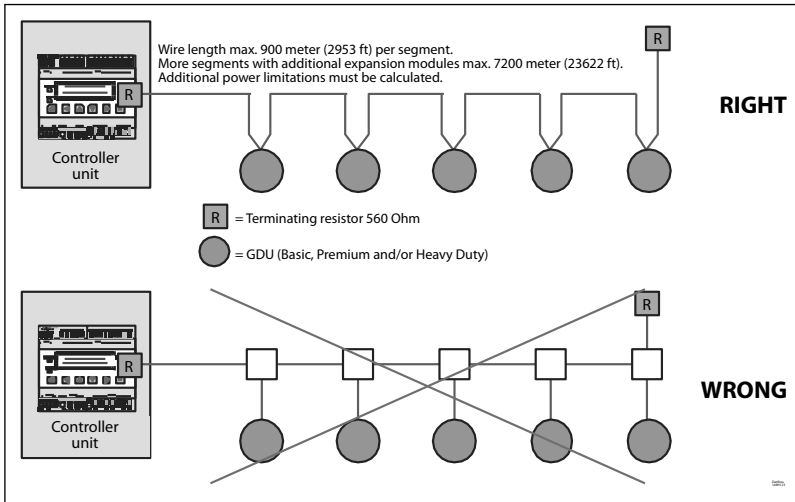 Wire length max. 900 meter (2953 ft) per segment.
More segments with additional expansion modules max. 7200 meter (23622 ft).
Additional power limitations must be calculated.
R
R
RIGHT
Controller
unit
R = Terminating resistor 560 Ohm
= GDU (Basic, Premium and/or Heavy Duty)
R
R
WRONG
Controller
unit